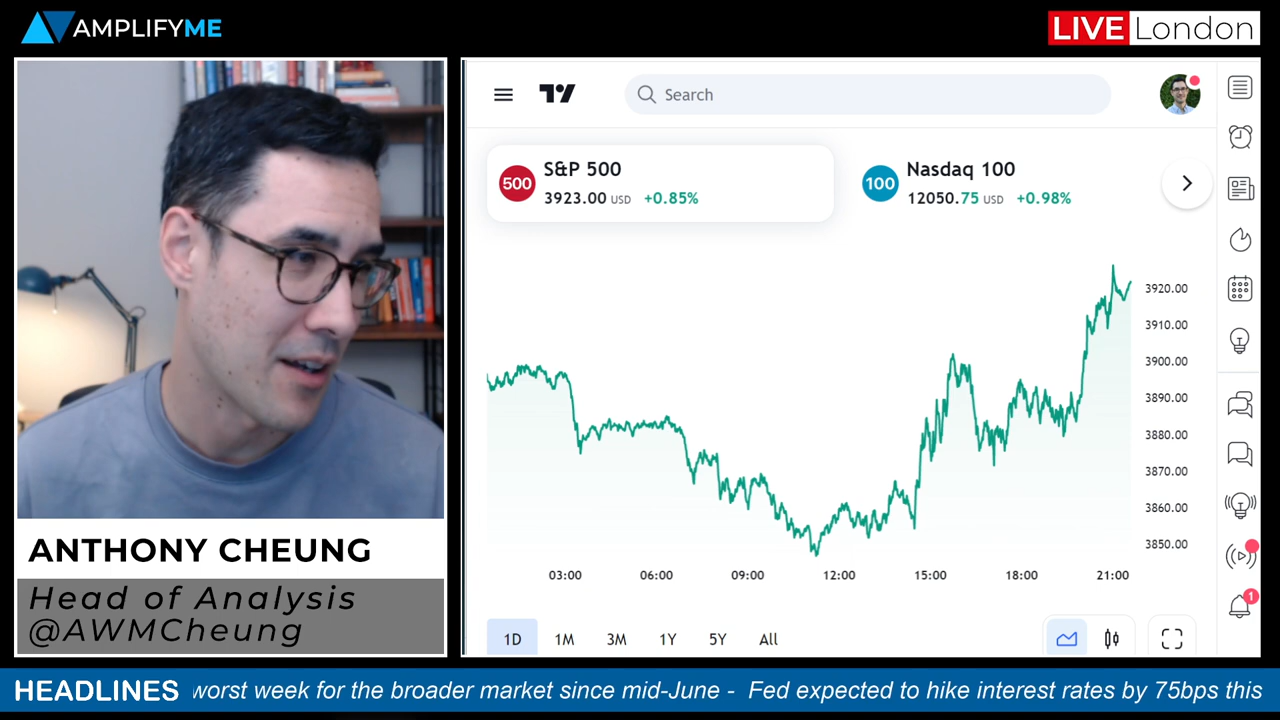 AMPLIFYME
LIVE London
ANTHONY CHEUNG
Head of Analysis
@AWMCheung
Search
500
S&P 500
3923.00 USD +0.85%
100
Nasdaq 100
12050.75 USD +0.98%
3920.00
3910.00
3900.00
3890.00
3880.00
3870.00
3860.00
3850.00
03:00 06:00 09:00 12:00 15:00 18:00 21:00
1D 1M 3M 1Y 5Y All
1
HEADLINES worst week for the broader market since mid-June - Fed expected to hike interest rates by 75bps this